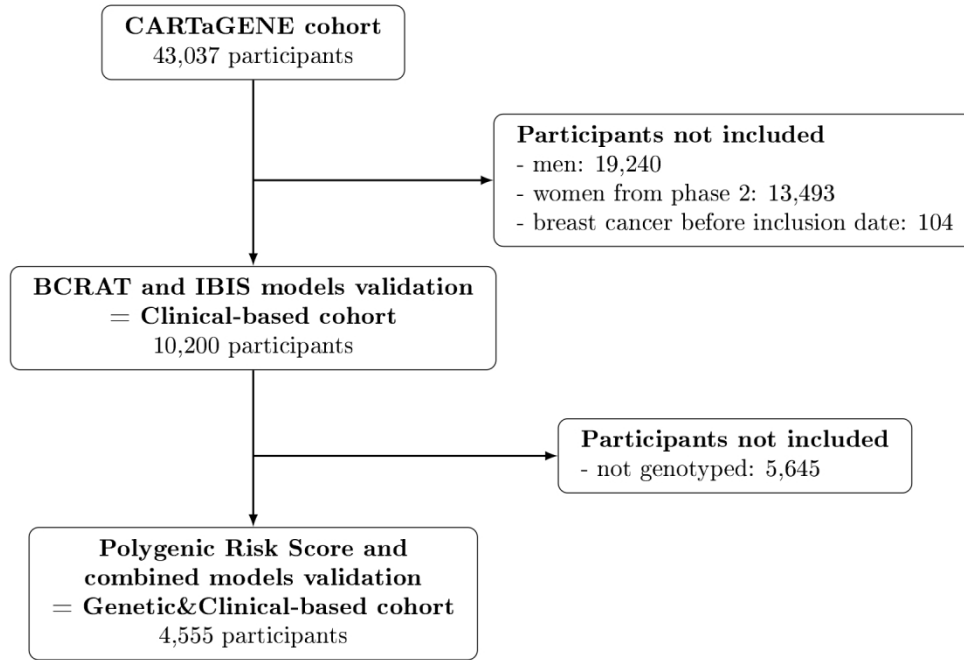 CARTaGENE cohort
43,037 participants
Participants not included
- men: 19,240
- women from phase 2: 13,493
- breast cancer before inclusion date: 104
BCRAT and IBIS models validation
= Clinical-based cohort
10,200 participants
Participants not included
- not genotyped: 5,645
Polygenic Risk Score and
combined models validation
= Genetic&Clinical-based cohort
4,555 participants